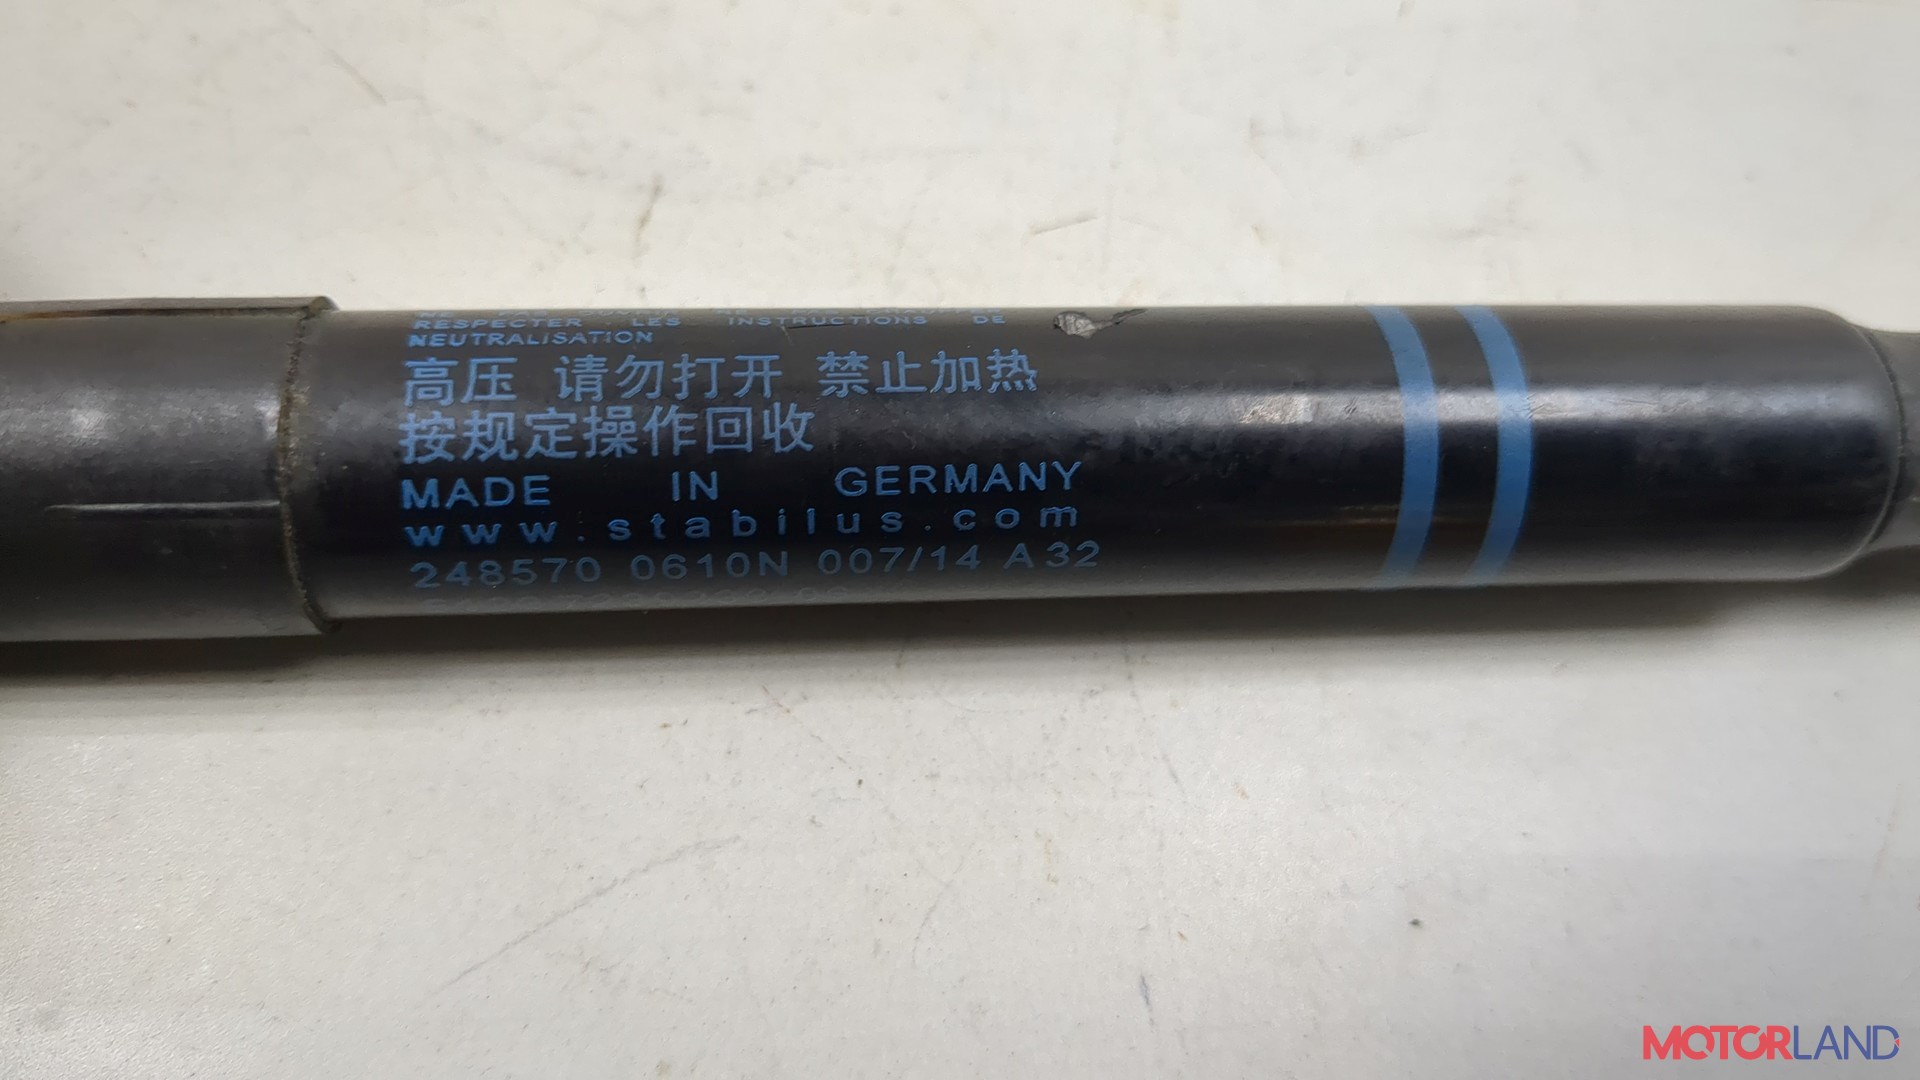 RESPECTER LES INSTRUCTIONS DE
NEUTRALISATION
高压 请勿打开 禁止加热
按规定操作回收
MADE IN GERMANY
www.stabilus.com
248570 0610N 007/14 A32
MOTORLAND